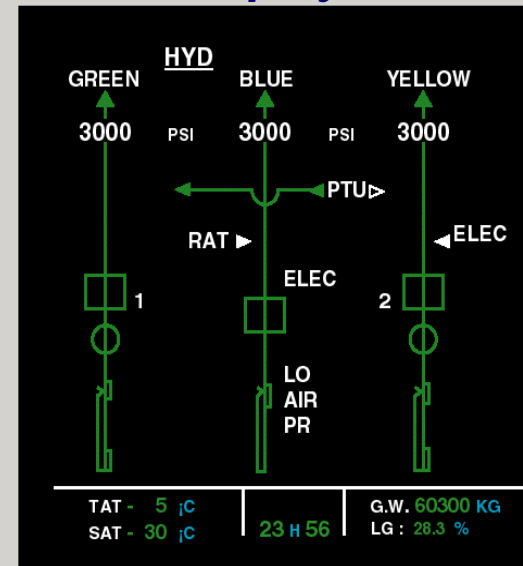 HYD
GREEN BLUE YELLOW
3000 PSI 3000 PSI 3000
PTU
RAT ELEC
ELEC
1 2
LO
AIR
PR
TAT - 5 ¡C
SAT - 30 ¡C
23 H 56
G.W. 60300 KG
LG : 28.3 %